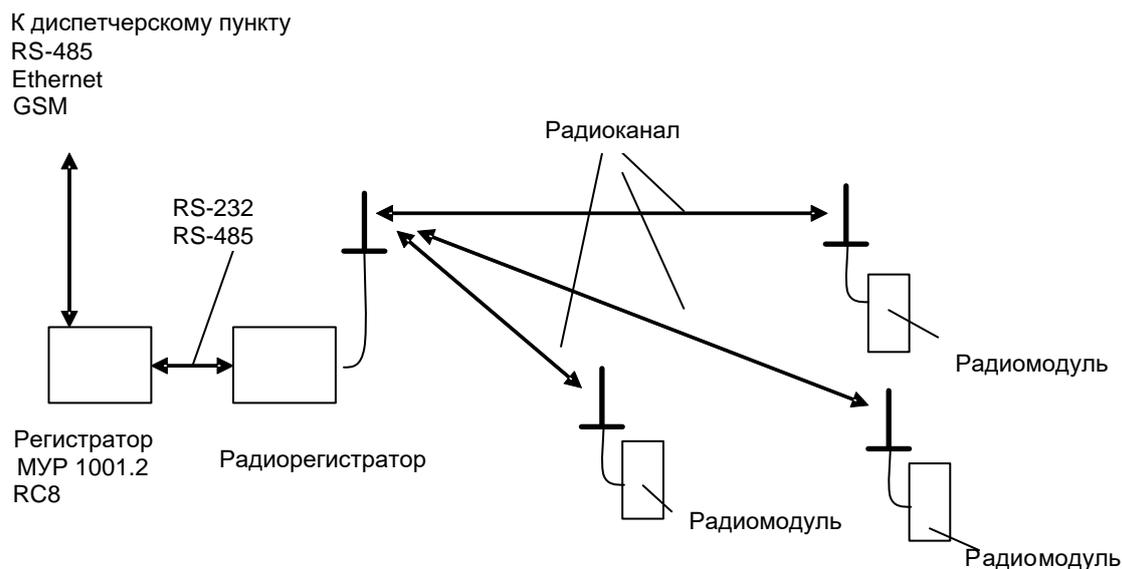 К диспетчерскому пункту
RS-485
Ethernet
GSM
Радиоканал
RS-232
RS-485
Радиомодуль
Регистратор
МУР 1001.2
RC8
Радиорегистратор
Радиомодуль
Радиомодуль